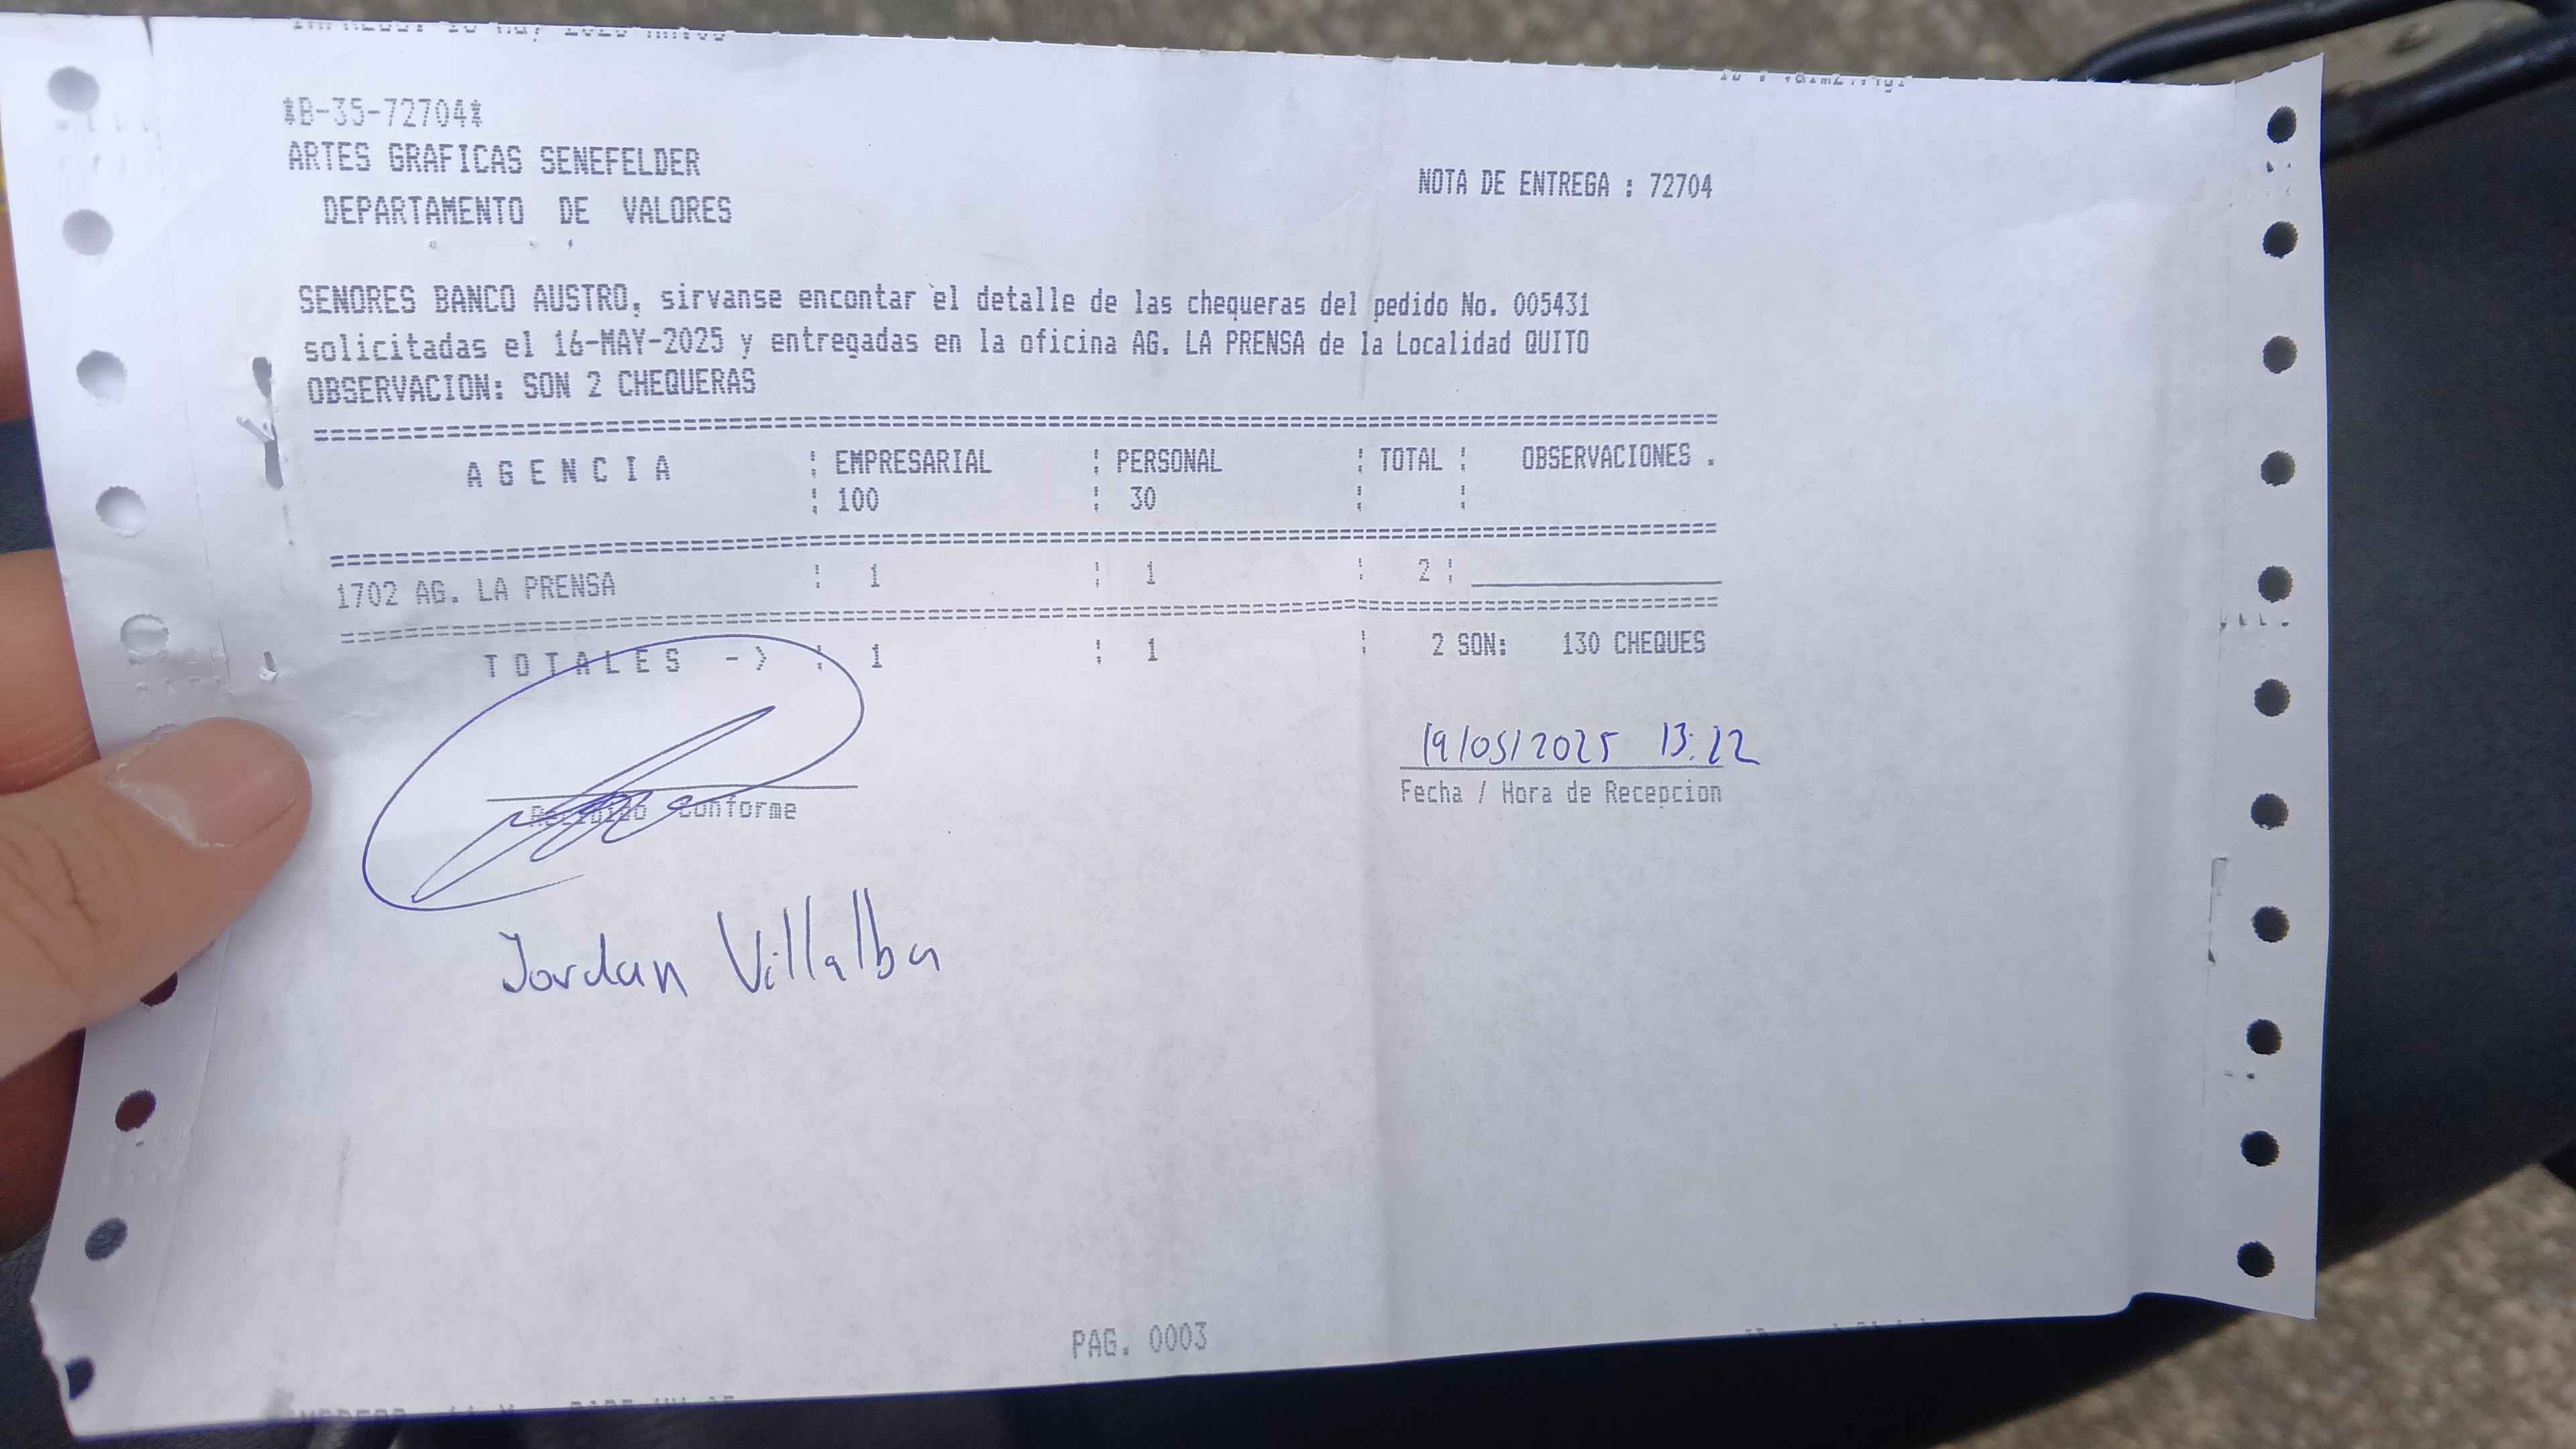 *B-35-72704*
ARTES GRAFICAS SENEFELDER
DEPARTAMENTO DE VALORES
NOTA DE ENTREGA : 72704
SENORES BANCO AUSTRO, sirvanse encontar el detalle de las chequeras del pedido No. 005431
solicitadas el 16-MAY-2025 y entregadas en la oficina AG. LA PRENSA de la Localidad QUITO
OBSERVACION: SON 2 CHEQUERAS
A G E N C I A : EMPRESARIAL : PERSONAL : TOTAL : OBSERVACIONES .
: 100 : 30 : :
1702 AG. LA PRENSA : 1 : 1 : 2 :
T O T A L E S -> : 1 : 1 : 2 SON: 130 CHEQUES
19/05/2025 13:22
Recibido Conforme
Fecha / Hora de Recepcion
Jordan Villalba
PAG. 0003